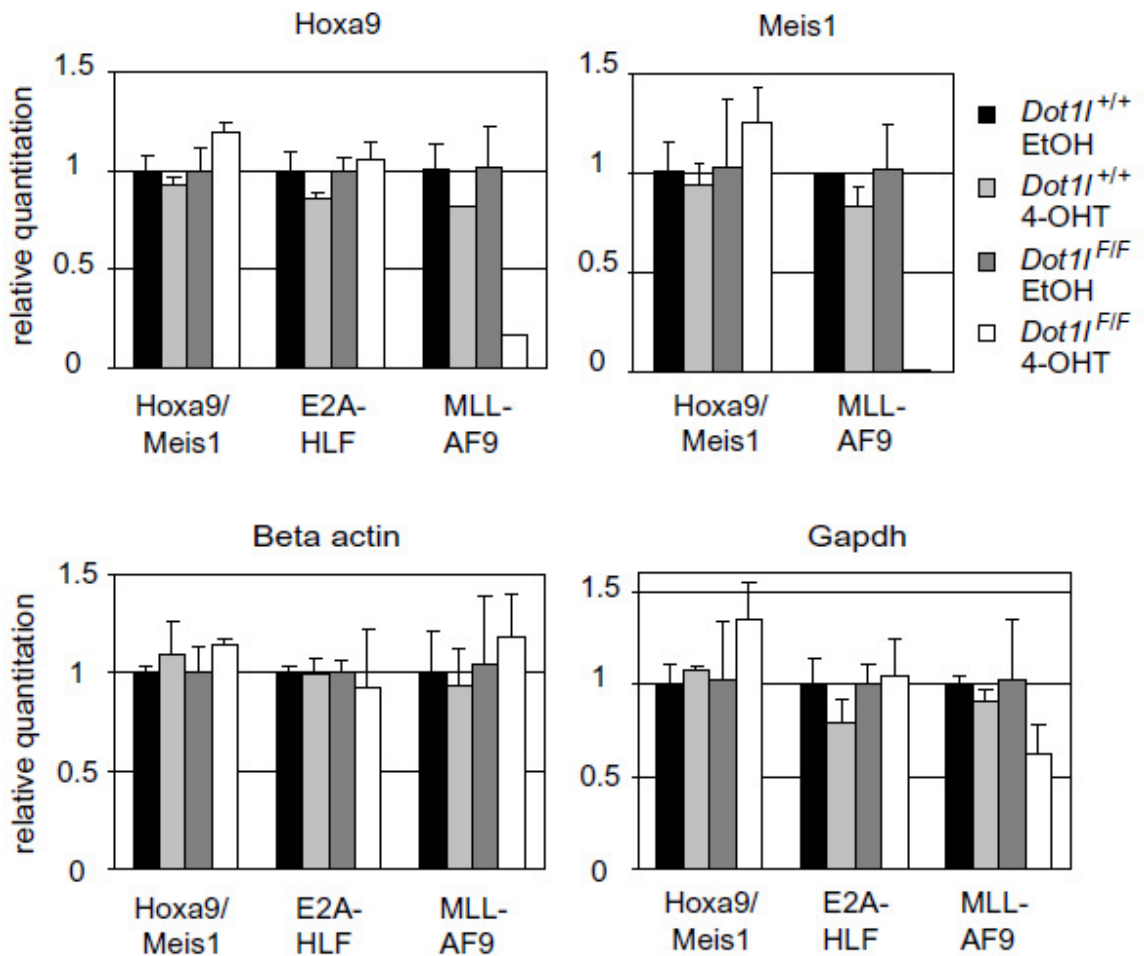 Hoxa9
relative quantitation
1.5
1
0.5
0
Hoxa9/
Meis1
E2A-
HLF
MLL-
AF9
Meis1
1.5
1
0.5
0
Hoxa9/
Meis1
MLL-
AF9
Dot1l+/+
EtOH
Dot1l+/+
4-OHT
Dot1lF/F
EtOH
Dot1lF/F
4-OHT
Beta actin
relative quantitation
1.5
1
0.5
0
Hoxa9/
Meis1
E2A-
HLF
MLL-
AF9
Gapdh
1.5
1
0.5
0
Hoxa9/
Meis1
E2A-
HLF
MLL-
AF9